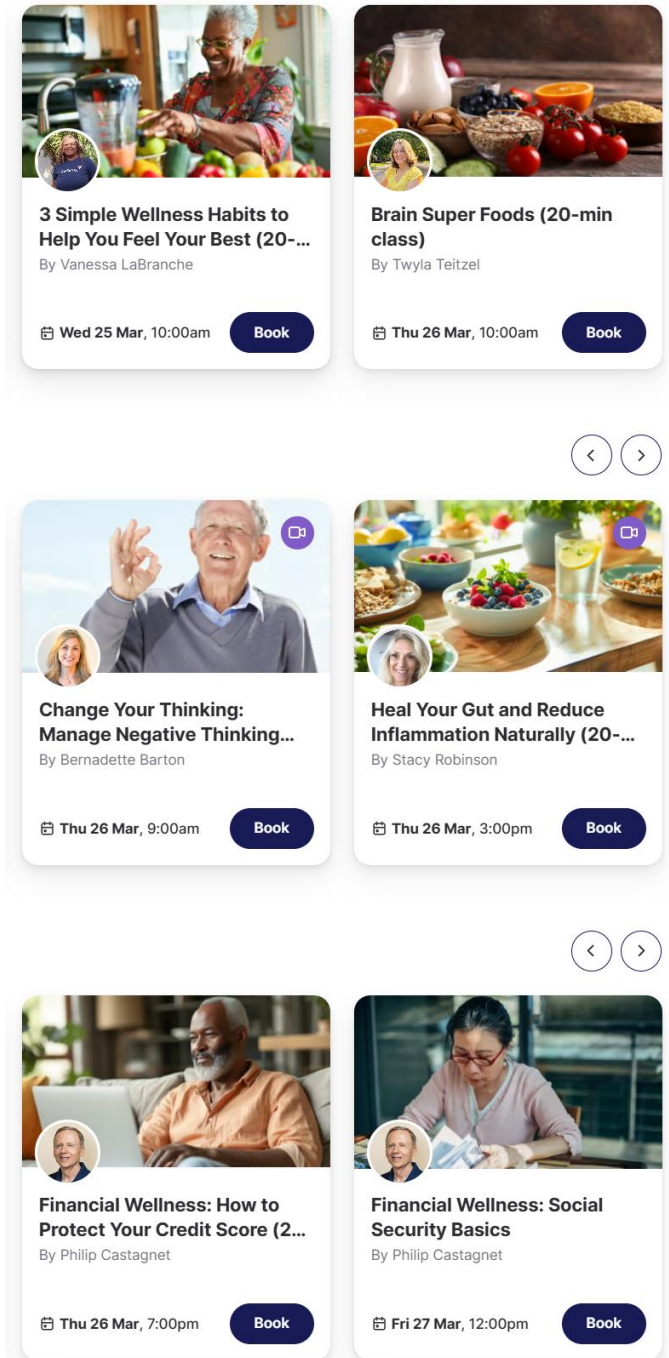 3 Simple Wellness Habits to
Help You Feel Your Best (20-...
By Vanessa LaBranche
Wed 25 Mar, 10:00am
Book
Brain Super Foods (20-min
class)
By Twyla Teitzel
Thu 26 Mar, 10:00am
Book
Change Your Thinking:
Manage Negative Thinking...
By Bernadette Barton
Thu 26 Mar, 9:00am
Book
Heal Your Gut and Reduce
Inflammation Naturally (20-...
By Stacy Robinson
Thu 26 Mar, 3:00pm
Book
Financial Wellness: How to
Protect Your Credit Score (2...
By Philip Castagnet
Thu 26 Mar, 7:00pm
Book
Financial Wellness: Social
Security Basics
By Philip Castagnet
Fri 27 Mar, 12:00pm
Book